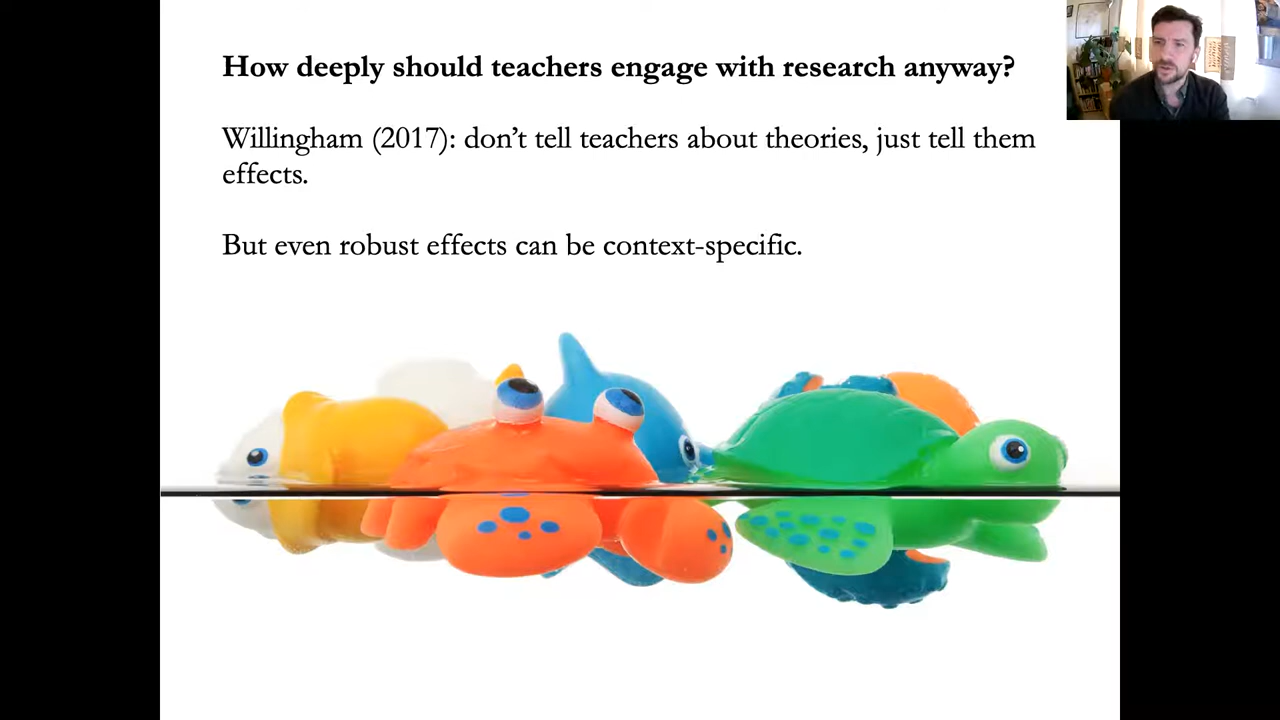 How deeply should teachers engage with research anyway?
Willingham (2017): don’t tell teachers about theories, just tell them
effects.
But even robust effects can be context-specific.